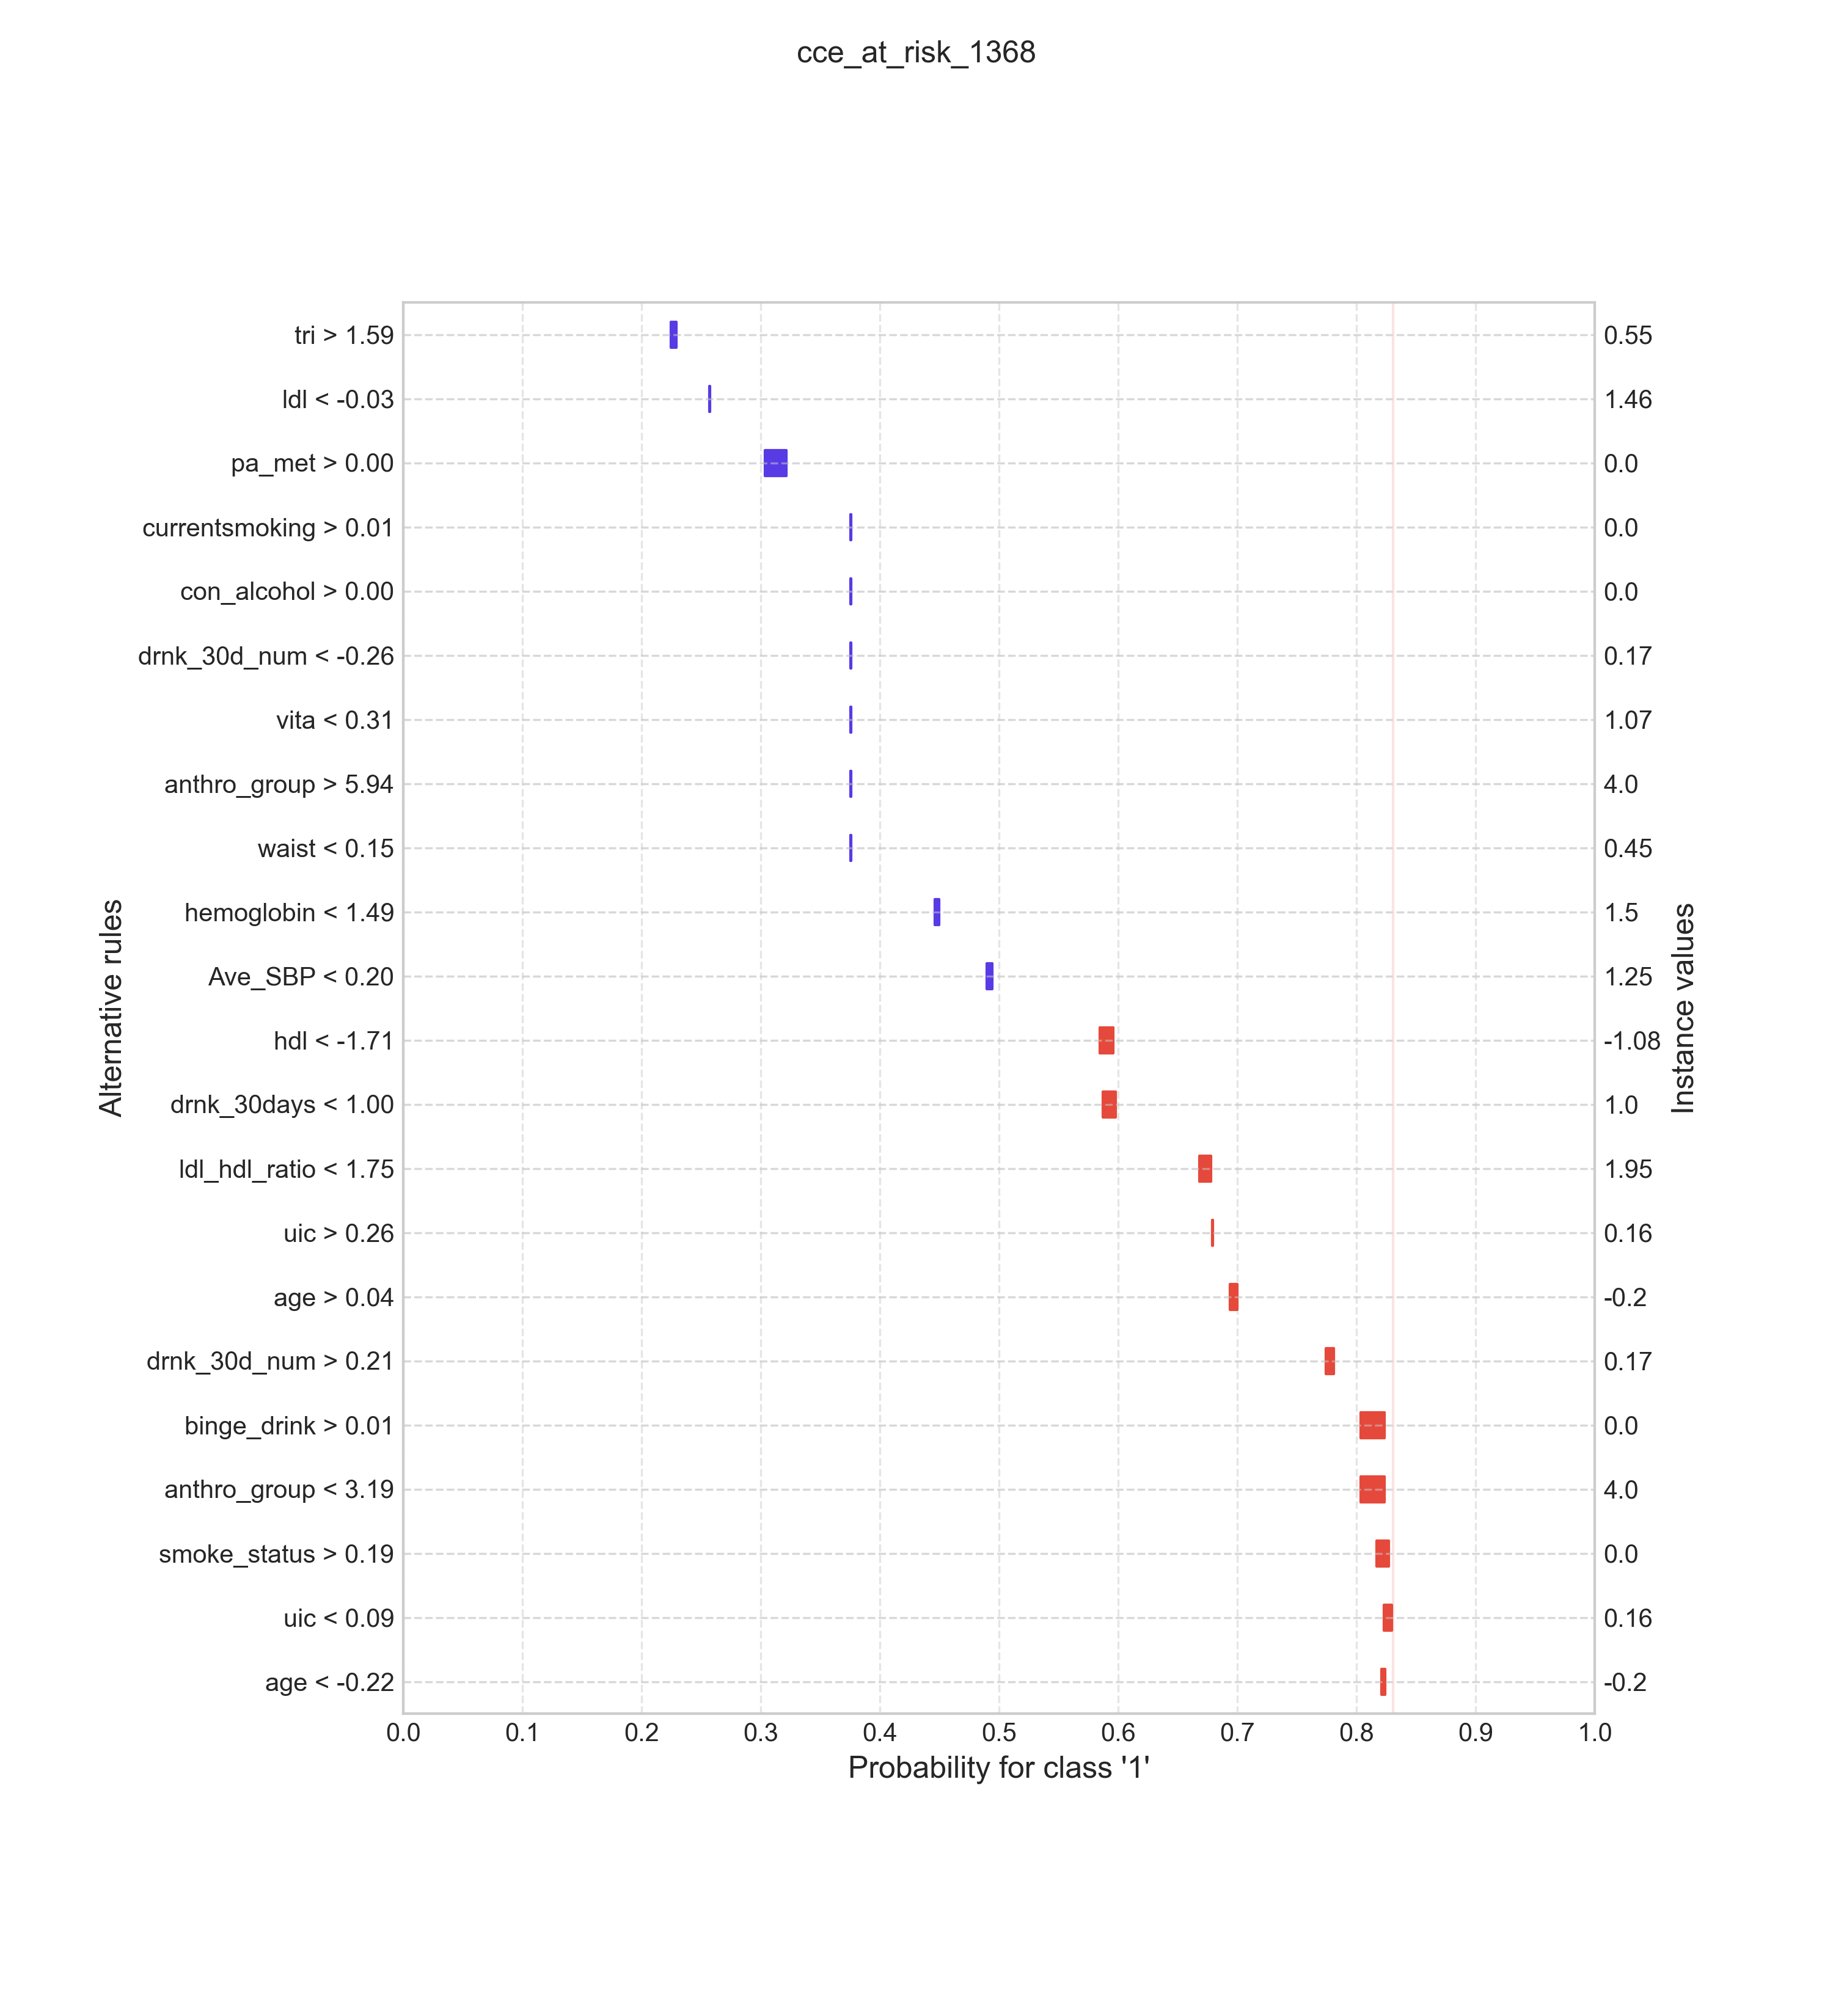 cce_at_risk_1368
tri > 1.59 0.55
ldl < -0.03 1.46
pa_met > 0.00 0.0
currentsmoking > 0.01 0.0
con_alcohol > 0.00 0.0
drnk_30d_num < -0.26 0.17
vita < 0.31 1.07
anthro_group > 5.94 4.0
waist < 0.15 0.45
hemoglobin < 1.49 1.5
Ave_SBP < 0.20 1.25
hdl < -1.71 -1.08
drnk_30days < 1.00 1.0
ldl_hdl_ratio < 1.75 1.95
uic > 0.26 0.16
age > 0.04 -0.2
drnk_30d_num > 0.21 0.17
binge_drink > 0.01 0.0
anthro_group < 3.19 4.0
smoke_status > 0.19 0.0
uic < 0.09 0.16
age < -0.22 -0.2
Alternative rules
Instance values
0.0 0.1 0.2 0.3 0.4 0.5 0.6 0.7 0.8 0.9 1.0
Probability for class '1'